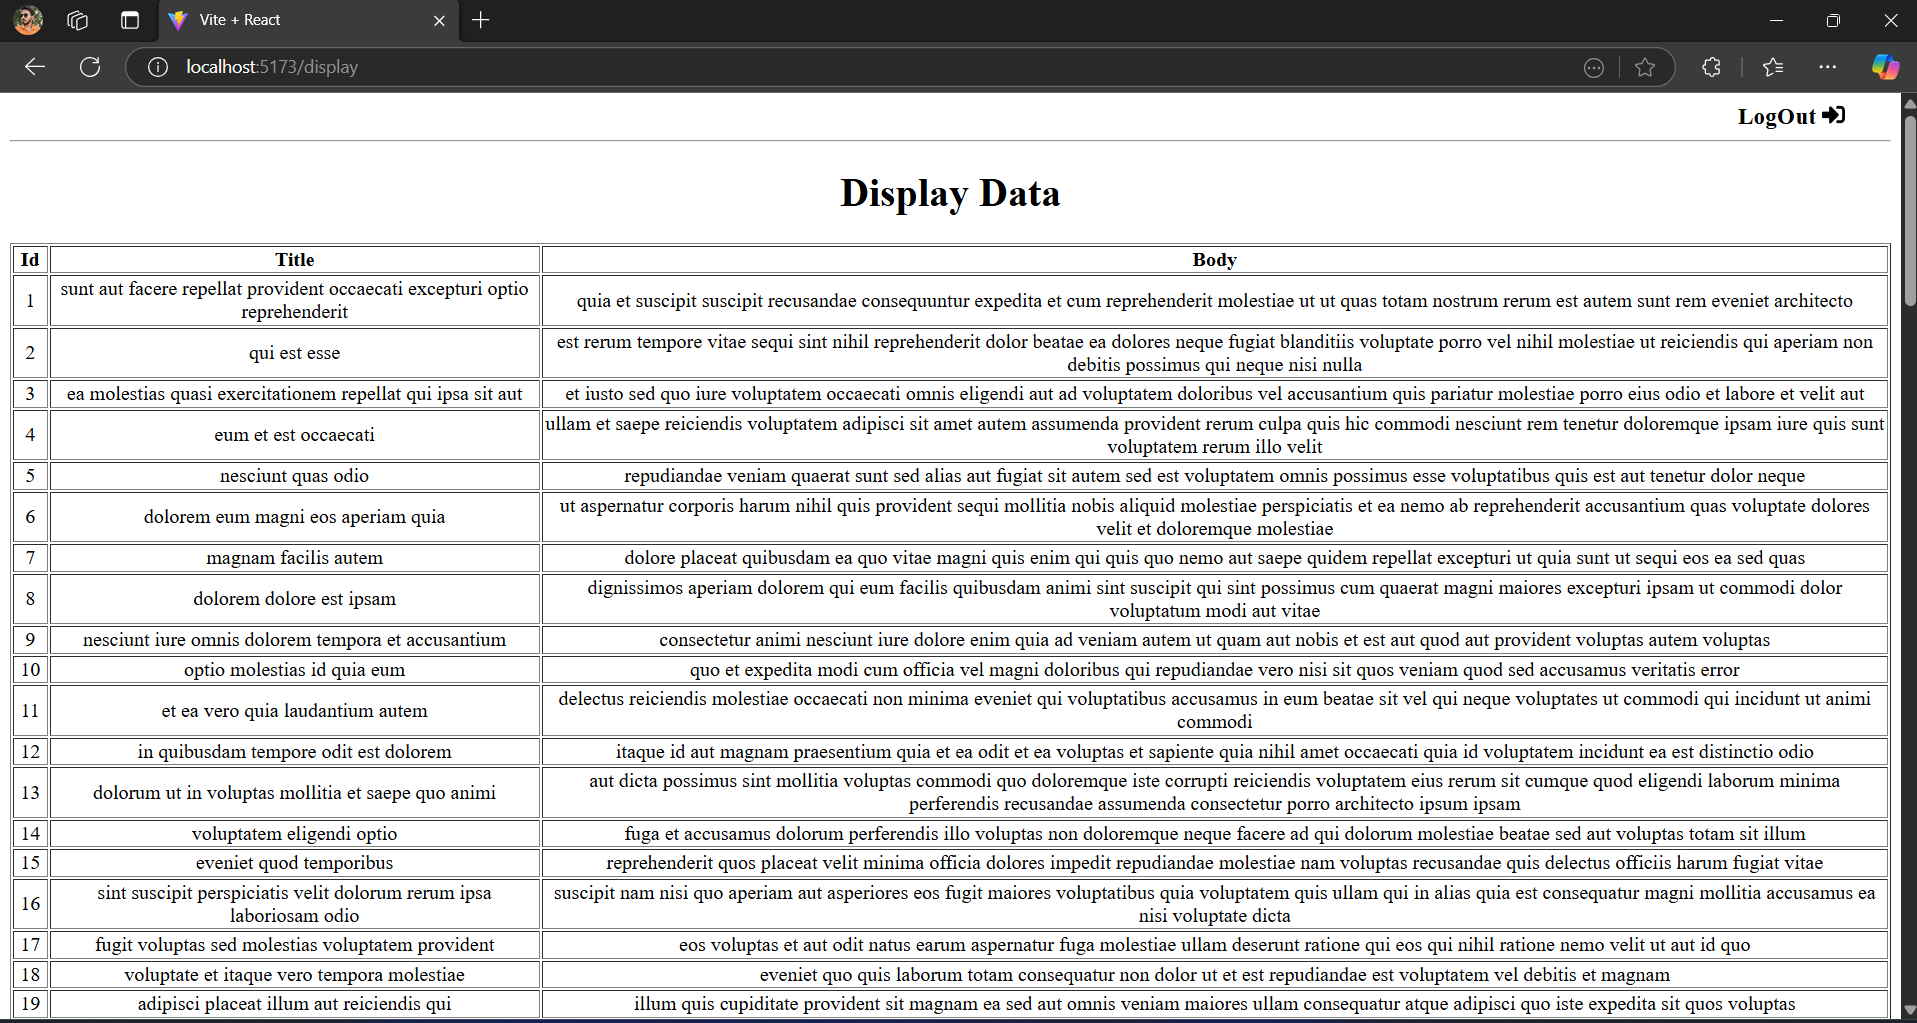 Vite + React
localhost:5173/display
LogOut
Display Data
Id Title Body
1 sunt aut facere repellat provident occaecati excepturi optio
reprehenderit quia et suscipit suscipit recusandae consequuntur expedita et cum reprehenderit molestiae ut ut quas totam nostrum rerum est autem sunt rem eveniet architecto
2 qui est esse est rerum tempore vitae sequi sint nihil reprehenderit dolor beatae ea dolores neque fugiat blanditiis voluptate porro vel nihil molestiae ut reiciendis qui aperiam non
debitis possimus qui neque nisi nulla
3 ea molestias quasi exercitationem repellat qui ipsa sit aut et iusto sed quo iure voluptatem occaecati omnis eligendi aut ad voluptatem doloribus vel accusantium quis pariatur molestiae porro eius odio et labore et velit aut
4 eum et est occaecati ullam et saepe reiciendis voluptatem adipisci sit amet autem assumenda provident rerum culpa quis hic commodi nesciunt rem tenetur doloremque ipsam iure quis sunt
voluptatem rerum illo velit
5 nesciunt quas odio repudiandae veniam quaerat sunt sed alias aut fugiat sit autem sed est voluptatem omnis possimus esse voluptatibus quis est aut tenetur dolor neque
6 dolorem eum magni eos aperiam quia ut aspernatur corporis harum nihil quis provident sequi mollitia nobis aliquid molestiae perspiciatis et ea nemo ab reprehenderit accusantium quas voluptate dolores
velit et doloremque molestiae
7 magnam facilis autem dolore placeat quibusdam ea quo vitae magni quis enim qui quis quo nemo aut saepe quidem repellat excepturi ut quia sunt ut sequi eos ea sed quas
8 dolorem dolore est ipsam dignissimos aperiam dolorem qui eum facilis quibusdam animi sint suscipit qui sint possimus cum quaerat magni maiores excepturi ipsam ut commodi dolor
voluptatum modi aut vitae
9 nesciunt iure omnis dolorem tempora et accusantium consectetur animi nesciunt iure dolore enim quia ad veniam autem ut quam aut nobis et est aut quod aut provident voluptas autem voluptas
10 optio molestias id quia eum quo et expedita modi cum officia vel magni doloribus qui repudiandae vero nisi sit quos veniam quod sed accusamus veritatis error
11 et ea vero quia laudantium autem delectus reiciendis molestiae occaecati non minima eveniet qui voluptatibus accusamus in eum beatae sit vel qui neque voluptates ut commodi qui incidunt ut animi
commodi
12 in quibusdam tempore odit est dolorem itaque id aut magnam praesentium quia et ea odit et ea voluptas et sapiente quia nihil amet occaecati quia id voluptatem incidunt ea est distinctio odio
13 dolorum ut in voluptas mollitia et saepe quo animi aut dicta possimus sint mollitia voluptas commodi quo doloremque iste corrupti reiciendis voluptatem eius rerum sit cumque quod eligendi laborum minima
perferendis recusandae assumenda consectetur porro architecto ipsum ipsam
14 voluptatem eligendi optio fuga et accusamus dolorum perferendis illo voluptas non doloremque neque facere ad qui dolorum molestiae beatae sed aut voluptas totam sit illum
15 eveniet quod temporibus reprehenderit quos placeat velit minima officia dolores impedit repudiandae molestiae nam voluptas recusandae quis delectus officiis harum fugiat vitae
16 sint suscipit perspiciatis velit dolorum rerum ipsa
laboriosam odio suscipit nam nisi quo aperiam aut asperiores eos fugit maiores voluptatibus quia voluptatem quis ullam qui in alias quia est consequatur magni mollitia accusamus ea
nisi voluptate dicta
17 fugit voluptas sed molestias voluptatem provident eos voluptas et aut odit natus earum aspernatur fuga molestiae ullam deserunt ratione qui eos qui nihil ratione nemo velit ut aut id quo
18 voluptate et itaque vero tempora molestiae eveniet quo quis laborum totam consequatur non dolor ut et est repudiandae est voluptatem vel debitis et magnam
19 adipisci placeat illum aut reiciendis qui illum quis cupiditate provident sit magnam ea sed aut omnis veniam maiores ullam consequatur atque adipisci quo iste expedita sit quos voluptas